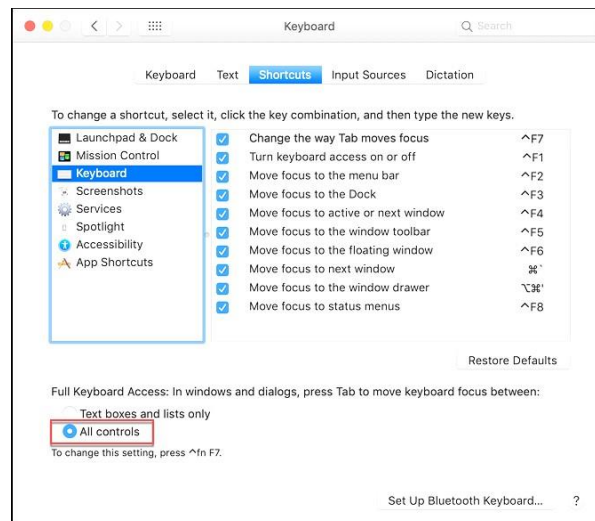 Keyboard
Search
Keyboard Text Shortcuts Input Sources Dictation
To change a shortcut, select it, click the key combination, and then type the new keys.
Launchpad & Dock
Mission Control
Keyboard
Screenshots
Services
Spotlight
Accessibility
App Shortcuts
Change the way Tab moves focus ^F7
Turn keyboard access on or off ^F1
Move focus to the menu bar ^F2
Move focus to the Dock ^F3
Move focus to active or next window ^F4
Move focus to the window toolbar ^F5
Move focus to the floating window ^F6
Move focus to next window ⌘`
Move focus to the window drawer ⌥⌘'
Move focus to status menus ^F8
Restore Defaults
Full Keyboard Access: In windows and dialogs, press Tab to move keyboard focus between:
Text boxes and lists only
All controls
To change this setting, press ^fn F7.
Set Up Bluetooth Keyboard... ?